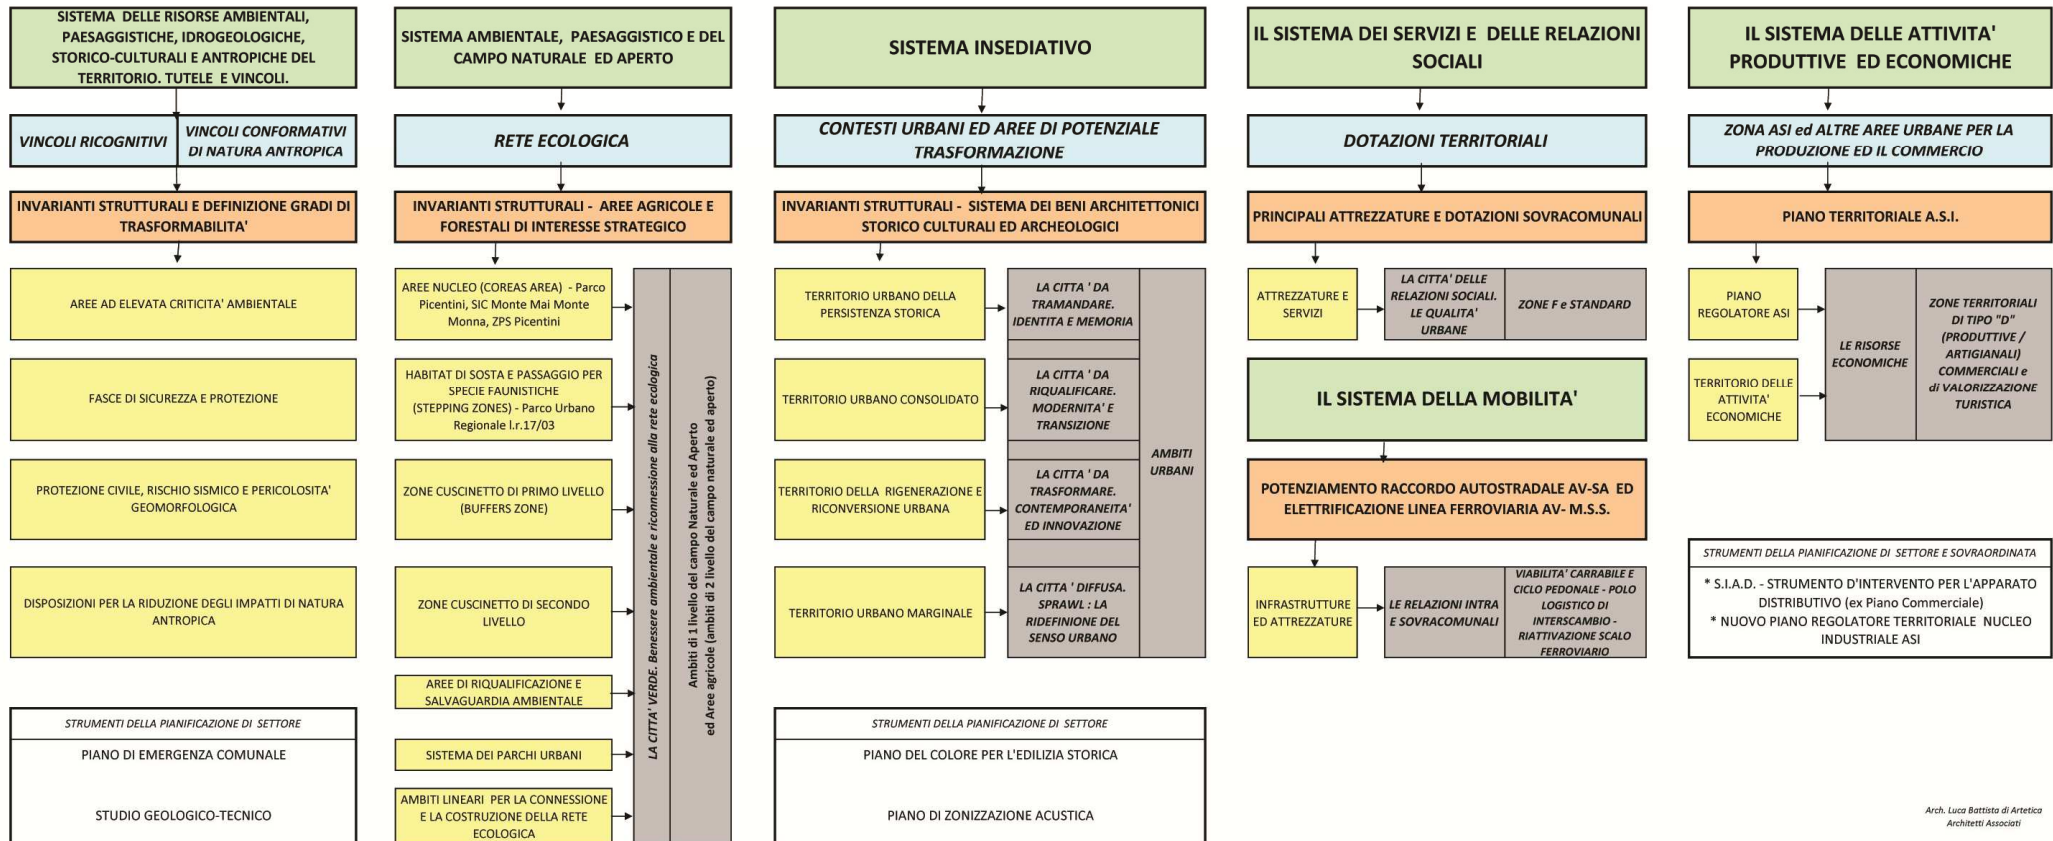 SISTEMA DELLE RISORSE AMBIENTALI,
PAESAGGISTICHE, IDROGEOLOGICHE,
STORICO-CULTURALI E ANTROPICHE DEL
TERRITORIO. TUTELE E VINCOLI.
VINCOLI RICOGNITIVI
VINCOLI CONFORMATIVI
DI NATURA ANTROPICA
INVARIANTI STRUTTURALI E DEFINIZIONE GRADI DI
TRASFORMABILITA'
AREE AD ELEVATA CRITICITA' AMBIENTALE
FASCE DI SICUREZZA E PROTEZIONE
PROTEZIONE CIVILE, RISCHIO SISMICO E PERICOLOSITA'
GEOMORFOLOGICA
DISPOSIZIONI PER LA RIDUZIONE DEGLI IMPATTI DI NATURA
ANTROPICA
STRUMENTI DELLA PIANIFICAZIONE DI SETTORE
PIANO DI EMERGENZA COMUNALE
STUDIO GEOLOGICO-TECNICO
SISTEMA AMBIENTALE, PAESAGGISTICO E DEL
CAMPO NATURALE ED APERTO
RETE ECOLOGICA
INVARIANTI STRUTTURALI - AREE AGRICOLE E
FORESTALI DI INTERESSE STRATEGICO
AREE NUCLEO (COREAS AREA) - Parco
Picentini, SIC Monte Mai Monte
Monna, ZPS Picentini
HABITAT DI SOSTA E PASSAGGIO PER
SPECIE FAUNISTICHE
(STEPPING ZONES) - Parco Urbano
Regionale l.r.17/03
ZONE CUSCINETTO DI PRIMO LIVELLO
(BUFFERS ZONE)
ZONE CUSCINETTO DI SECONDO
LIVELLO
AREE DI RIQUALIFICAZIONE E
SALVAGUARDIA AMBIENTALE
SISTEMA DEI PARCHI URBANI
AMBITI LINEARI PER LA CONNESSIONE
E LA COSTRUZIONE DELLA RETE
ECOLOGICA
LA CITTA' VERDE. Benessere ambientale e riconnessione alla rete ecologica
Ambiti di 1 livello del campo Naturale ed Aperto
ed Aree agricole (ambiti di 2 livello del campo naturale ed aperto)
SISTEMA INSEDIATIVO
CONTESTI URBANI ED AREE DI POTENZIALE
TRASFORMAZIONE
INVARIANTI STRUTTURALI - SISTEMA DEI BENI ARCHITETTONICI
STORICO CULTURALI ED ARCHEOLOGICI
TERRITORIO URBANO DELLA
PERSISTENZA STORICA
LA CITTA ' DA
TRAMANDARE.
IDENTITA E MEMORIA
TERRITORIO URBANO CONSOLIDATO
LA CITTA ' DA
RIQUALIFICARE.
MODERNITA' E
TRANSIZIONE
TERRITORIO DELLA RIGENERAZIONE E
RICONVERSIONE URBANA
LA CITTA ' DA
TRASFORMARE.
CONTEMPORANEITA'
ED INNOVAZIONE
TERRITORIO URBANO MARGINALE
LA CITTA ' DIFFUSA.
SPRAWL : LA
RIDEFINIONE DEL
SENSO URBANO
AMBITI
URBANI
STRUMENTI DELLA PIANIFICAZIONE DI SETTORE
PIANO DEL COLORE PER L'EDILIZIA STORICA
PIANO DI ZONIZZAZIONE ACUSTICA
IL SISTEMA DEI SERVIZI E DELLE RELAZIONI
SOCIALI
DOTAZIONI TERRITORIALI
PRINCIPALI ATTREZZATURE E DOTAZIONI SOVRACOMUNALI
ATTREZZATURE E
SERVIZI
LA CITTA' DELLE
RELAZIONI SOCIALI.
LE QUALITA'
URBANE
ZONE F e STANDARD
IL SISTEMA DELLA MOBILITA'
POTENZIAMENTO RACCORDO AUTOSTRADALE AV-SA ED
ELETTRIFICAZIONE LINEA FERROVIARIA AV- M.S.S.
INFRASTRUTTURE
ED ATTREZZATURE
LE RELAZIONI INTRA
E SOVRACOMUNALI
VIABILITA' CARRABILE E
CICLO PEDONALE - POLO
LOGISTICO DI
INTERSCAMBIO -
RIATTIVAZIONE SCALO
FERROVIARIO
IL SISTEMA DELLE ATTIVITA'
PRODUTTIVE ED ECONOMICHE
ZONA ASI ed ALTRE AREE URBANE PER LA
PRODUZIONE ED IL COMMERCIO
PIANO TERRITORIALE A.S.I.
PIANO
REGOLATORE ASI
TERRITORIO DELLE
ATTIVITA'
ECONOMICHE
LE RISORSE
ECONOMICHE
ZONE TERRITORIALI
DI TIPO "D"
(PRODUTTIVE /
ARTIGIANALI)
COMMERCIALI e
di VALORIZZAZIONE
TURISTICA
STRUMENTI DELLA PIANIFICAZIONE DI SETTORE E SOVRAORDINATA
* S.I.A.D. - STRUMENTO D'INTERVENTO PER L'APPARATO
DISTRIBUTIVO (ex Piano Commerciale)
* NUOVO PIANO REGOLATORE TERRITORIALE NUCLEO
INDUSTRIALE ASI
Arch. Luca Battista di Artetica
Architetti Associati